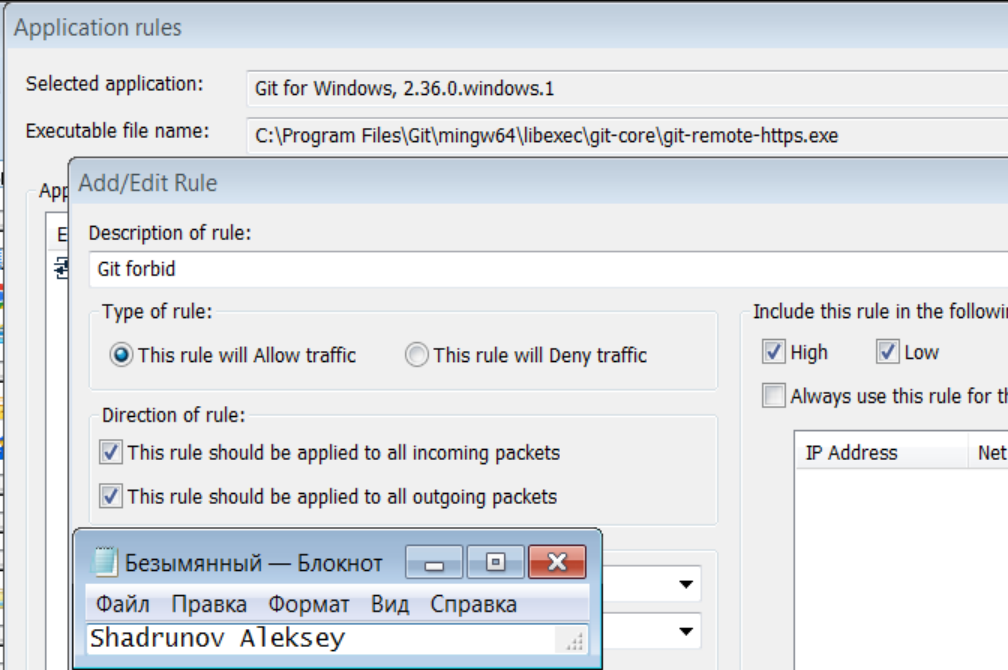 Application rules
Selected application:
Git for Windows, 2.36.0.windows.1
Executable file name:
C:\Program Files\Git\mingw64\libexec\git-core\git-remote-https.exe
App
Add/Edit Rule
E
Description of rule:
Git forbid
Type of rule:
This rule will Allow traffic
This rule will Deny traffic
Include this rule in the followin
High
Low
Always use this rule for th
Direction of rule:
This rule should be applied to all incoming packets
This rule should be applied to all outgoing packets
IP Address
Net
Безымянный — Блокнот
Файл Правка Формат Вид Справка
Shadrunov Aleksey